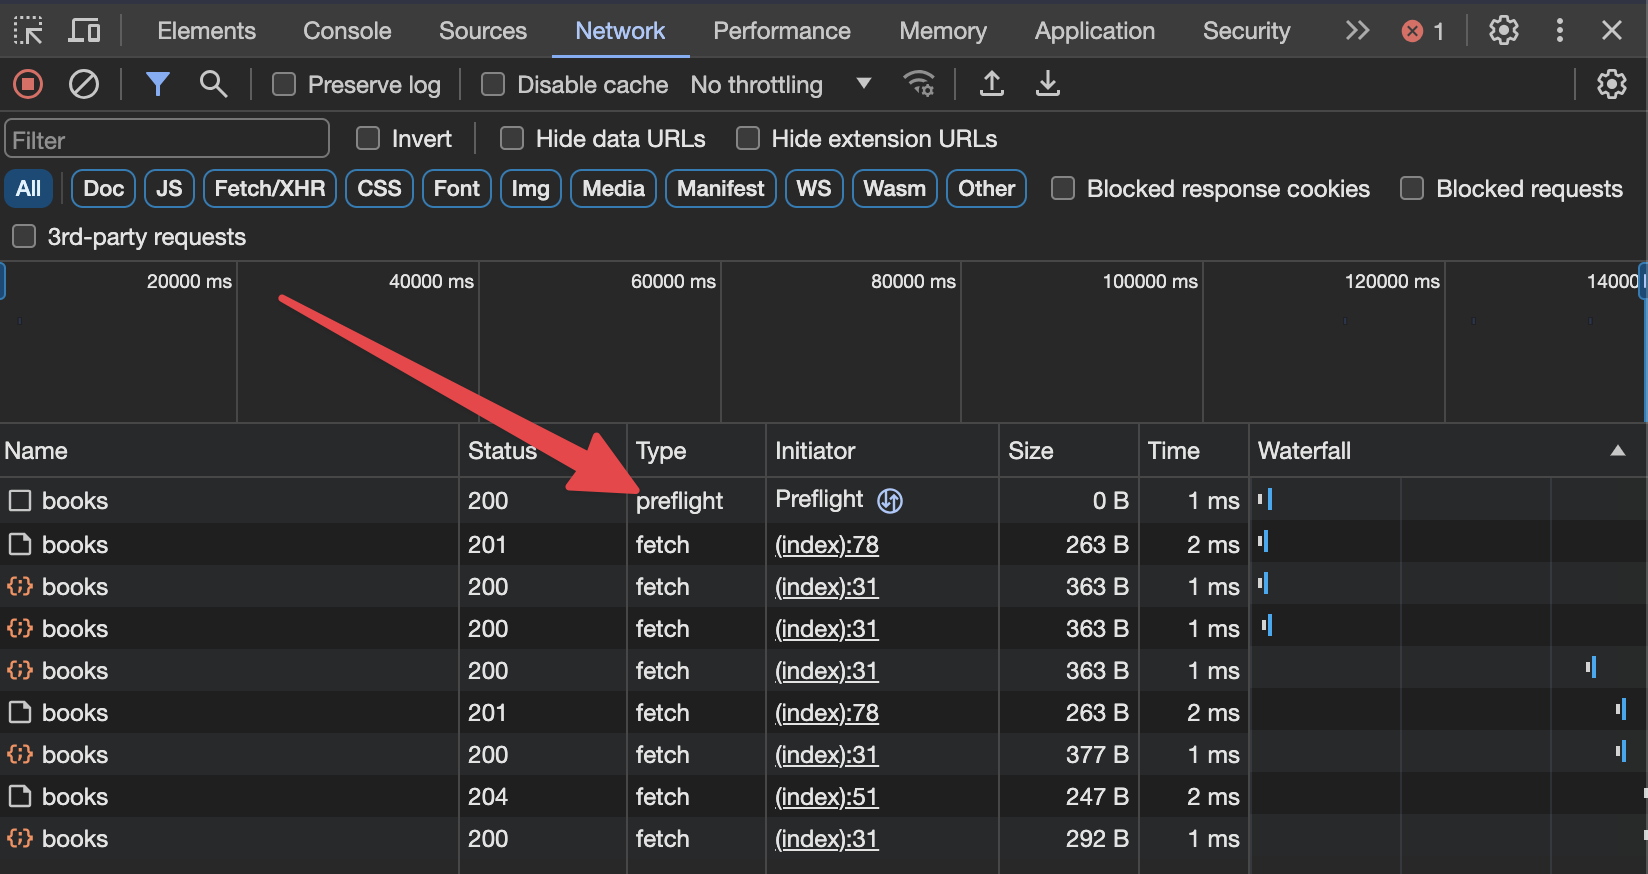 Elements Console Sources Network Performance Memory Application Security 1
Preserve log Disable cache No throttling
Filter Invert Hide data URLs Hide extension URLs
All Doc JS Fetch/XHR CSS Font Img Media Manifest WS Wasm Other Blocked response cookies Blocked requests
3rd-party requests
20000 ms 40000 ms 60000 ms 80000 ms 100000 ms 120000 ms 14000
Name Status Type Initiator Size Time Waterfall
books 200 preflight Preflight 0 B 1 ms
books 201 fetch (index):78 263 B 2 ms
books 200 fetch (index):31 363 B 1 ms
books 200 fetch (index):31 363 B 1 ms
books 200 fetch (index):31 363 B 1 ms
books 201 fetch (index):78 263 B 2 ms
books 200 fetch (index):31 377 B 1 ms
books 204 fetch (index):51 247 B 2 ms
books 200 fetch (index):31 292 B 1 ms